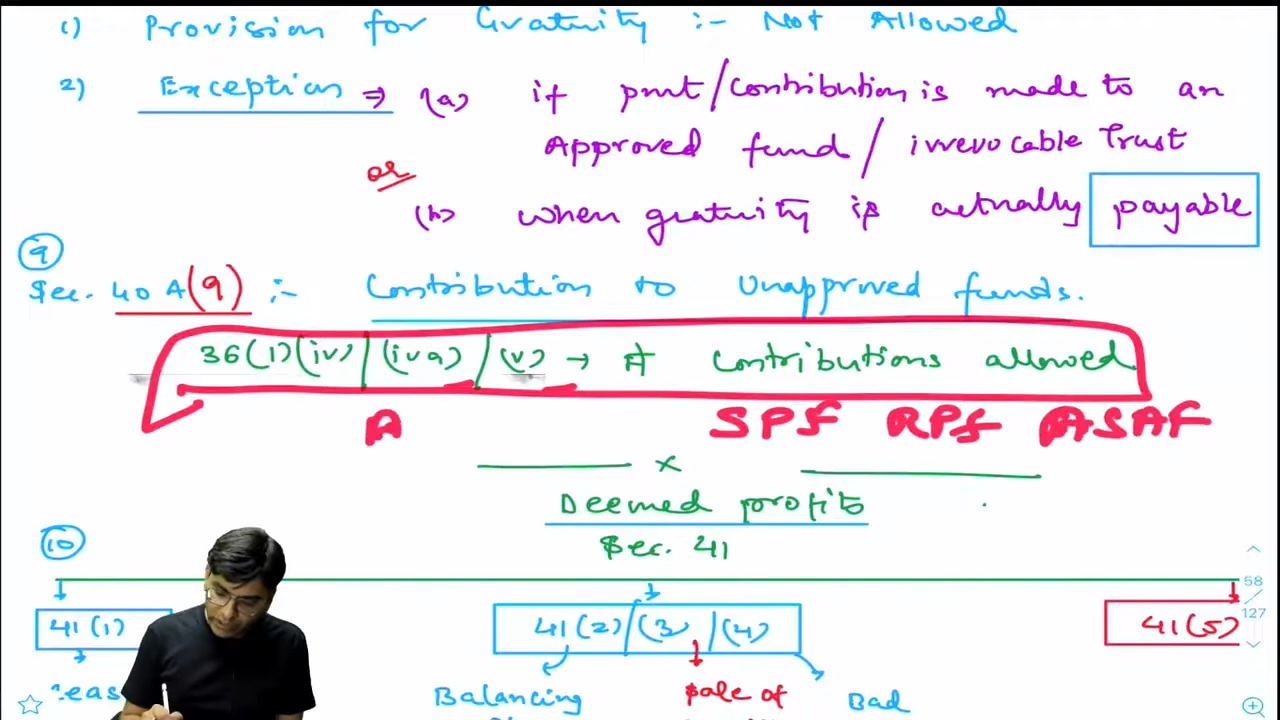 1) Provision for Gratuity :- Not Allowed
2) Exception ⇒ (a) if pmt/contribution is made to an
Approved fund / irrevocable Trust
or
(b) when gratuity is actually payable
9
Sec. 40 A(9) :- Contribution to Unapproved funds.
36(1)(iv) / (iva) / (v) → contributions allowed
A SPF RPF ASAF
x
Deemed profits
Sec. 41
10
58
127
41(1) 41(2)/(3)/(4) 41(5)
Balancing Sale of Bad